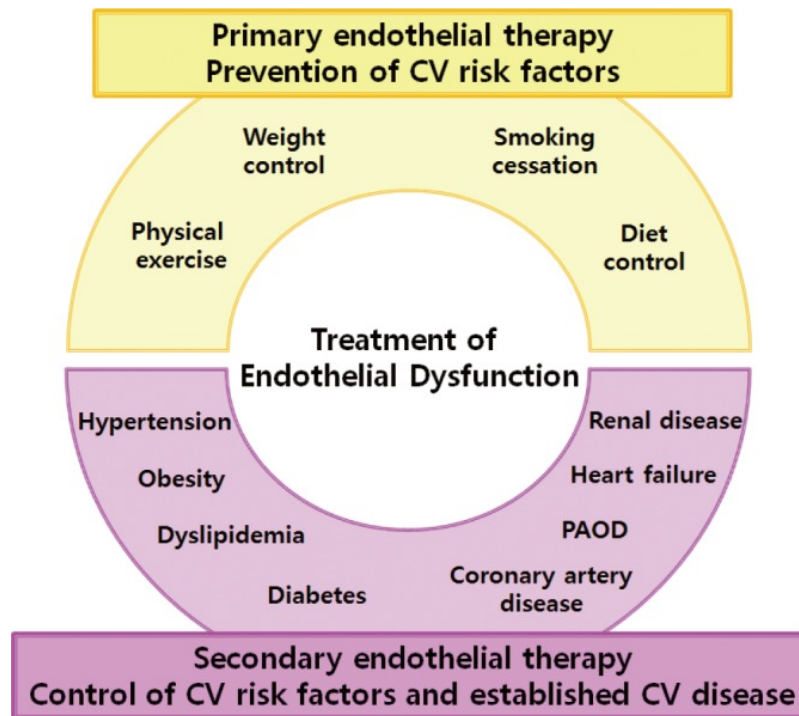 Primary endothelial therapy
Prevention of CV risk factors
Weight
control
Smoking
cessation
Physical
exercise
Diet
control
Treatment of
Endothelial Dysfunction
Hypertension
Renal disease
Obesity
Heart failure
Dyslipidemia
PAOD
Diabetes
Coronary artery
disease
Secondary endothelial therapy
Control of CV risk factors and established CV disease